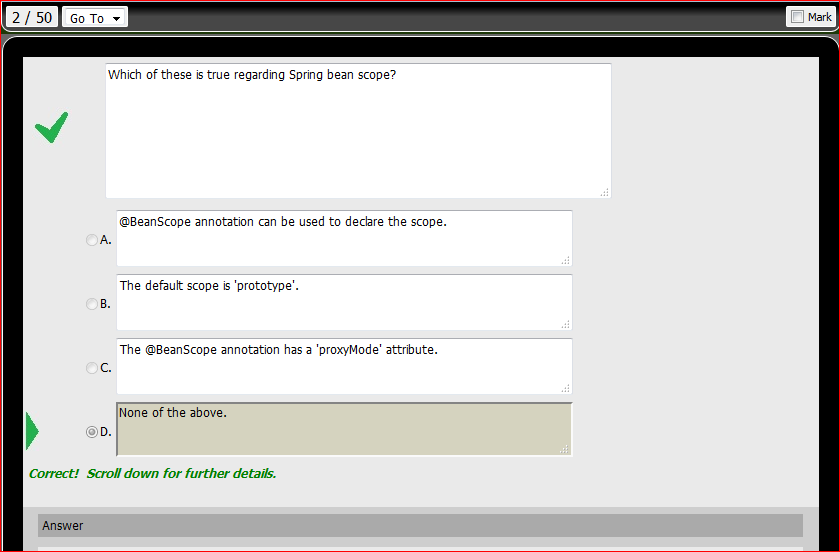 2 / 50
Go To
Mark
Which of these is true regarding Spring bean scope?
A.
@BeanScope annotation can be used to declare the scope.
B.
The default scope is 'prototype'.
C.
The @BeanScope annotation has a 'proxyMode' attribute.
D.
None of the above.
Correct!  Scroll down for further details.
Answer